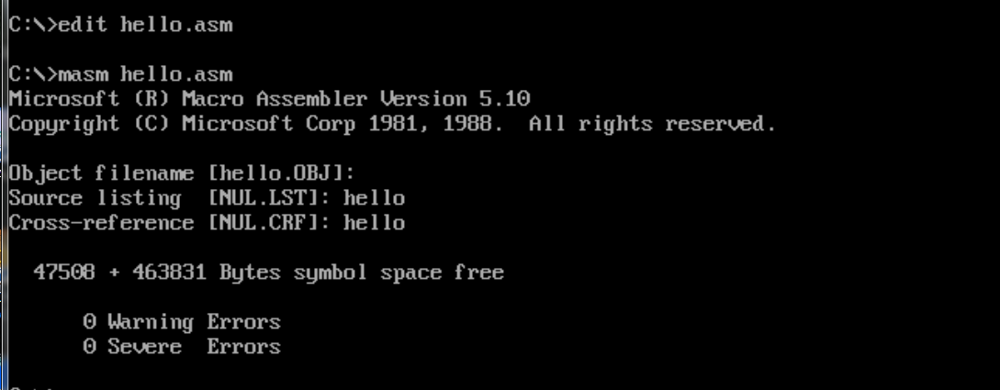 C:\>edit hello.asm
C:\>masm hello.asm
Microsoft (R) Macro Assembler Version 5.10
Copyright (C) Microsoft Corp 1981, 1988.  All rights reserved.
Object filename [hello.OBJ]:
Source listing  [NUL.LST]: hello
Cross-reference [NUL.CRF]: hello
47508 + 463831 Bytes symbol space free
0 Warning Errors
0 Severe  Errors